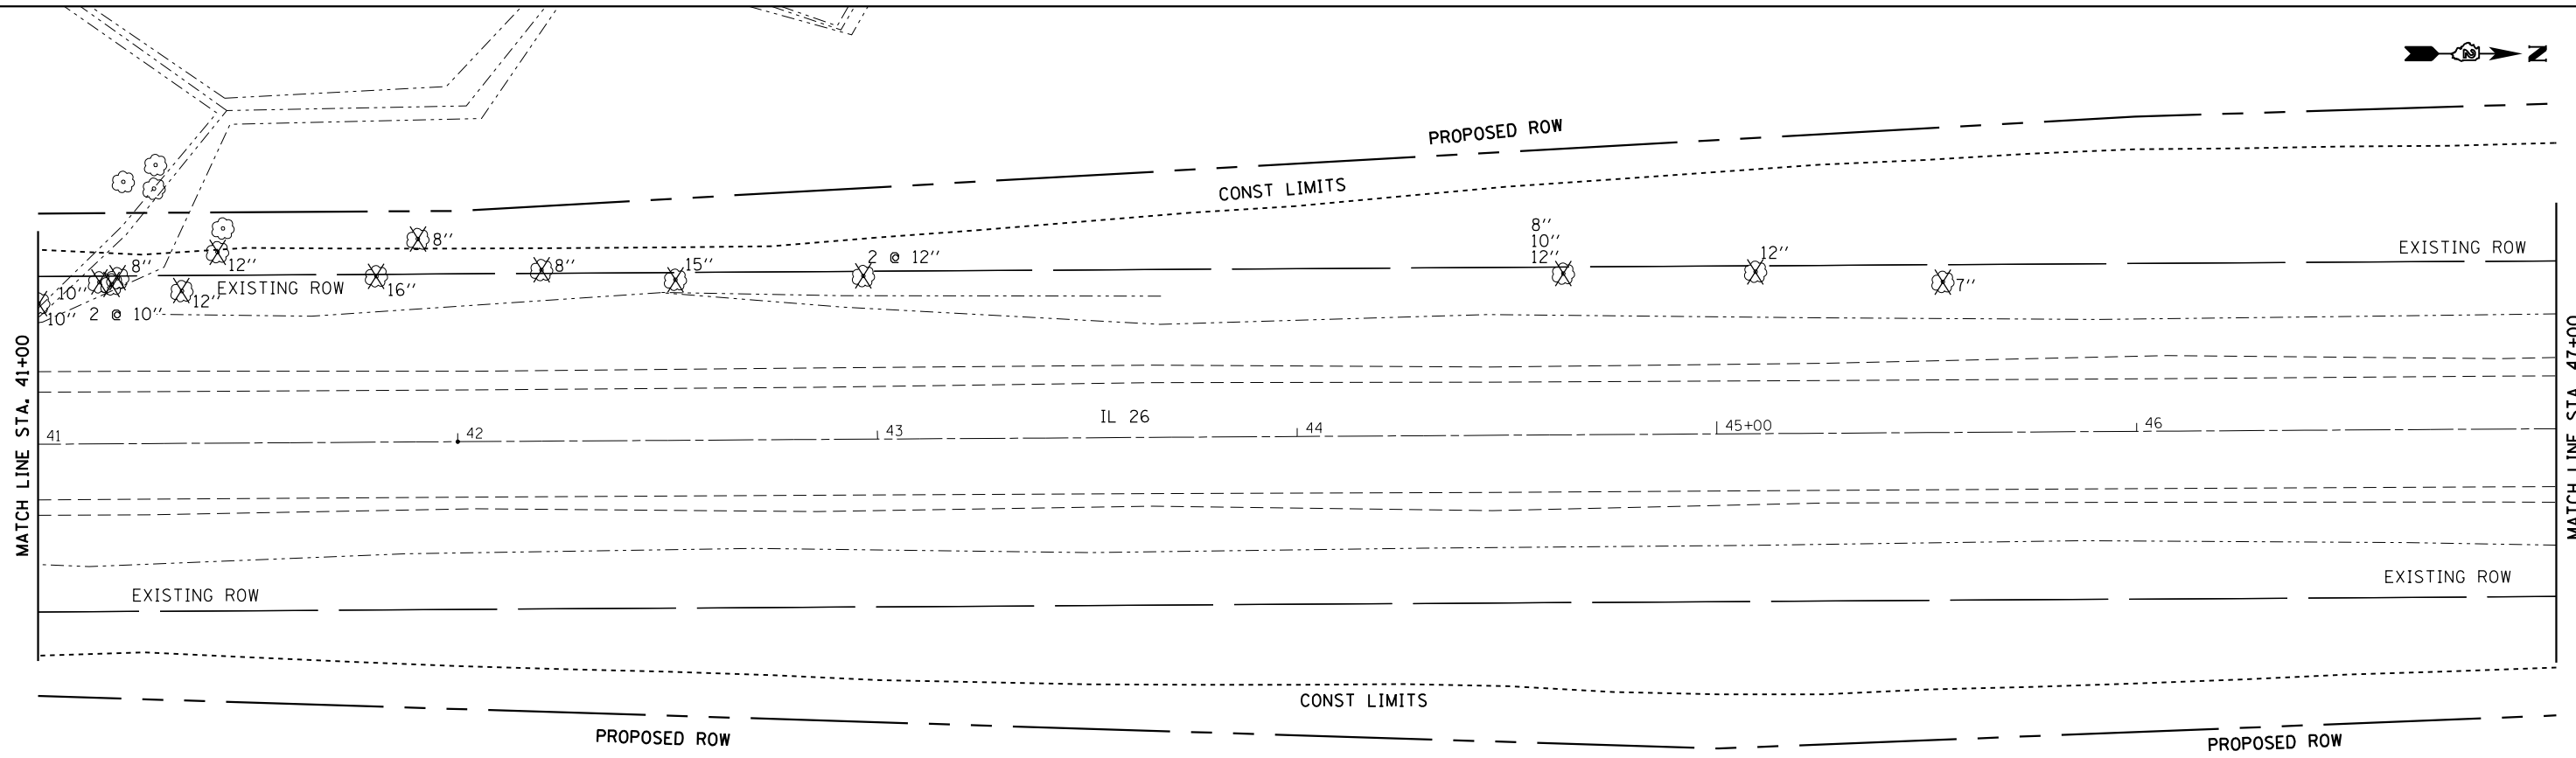 N
PROPOSED ROW
CONST LIMITS
8''
8''
10''
12''
2 @ 12''
12''
EXISTING ROW
8''
12''
8''
15''
10''
12''
EXISTING ROW
16''
7''
10''
2 @ 10''
MATCH LINE STA. 41+00
MATCH LINE STA. 47+00
IL 26
41
42
43
44
45+00
46
EXISTING ROW
EXISTING ROW
CONST LIMITS
PROPOSED ROW
PROPOSED ROW